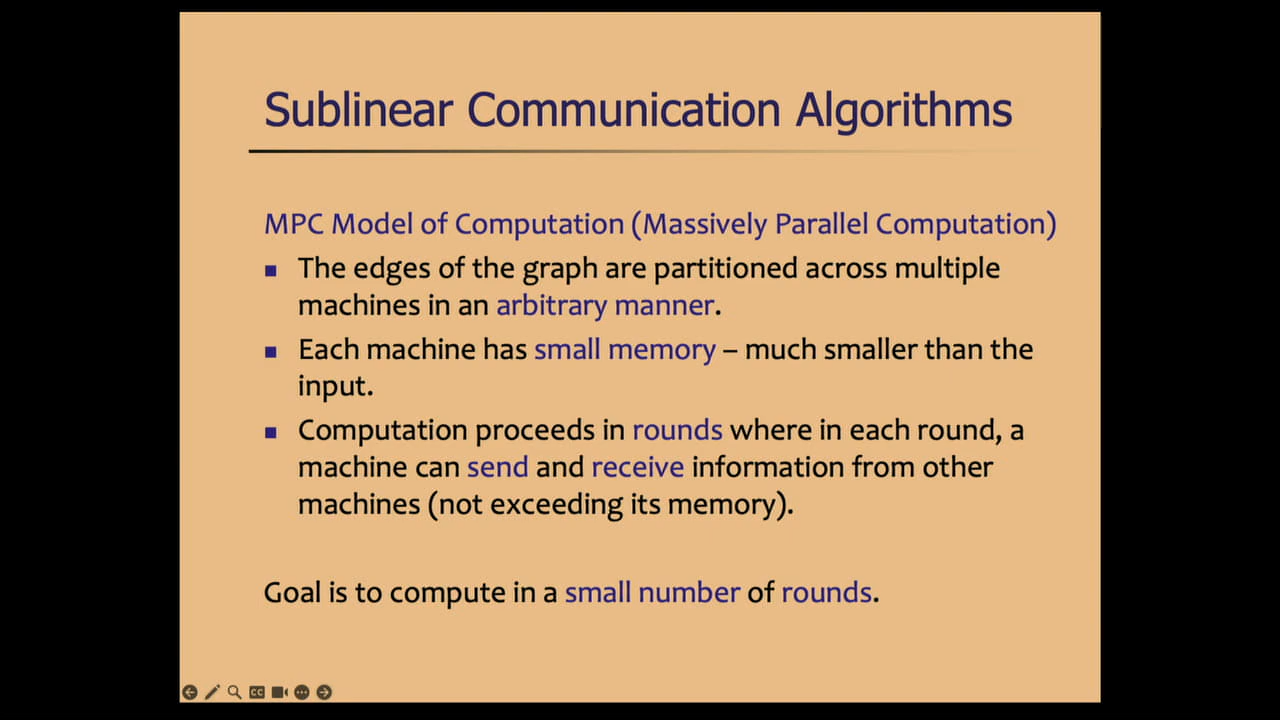 Sublinear Communication Algorithms
MPC Model of Computation (Massively Parallel Computation)
The edges of the graph are partitioned across multiple
machines in an arbitrary manner.
Each machine has small memory – much smaller than the
input.
Computation proceeds in rounds where in each round, a
machine can send and receive information from other
machines (not exceeding its memory).
Goal is to compute in a small number of rounds.
CC